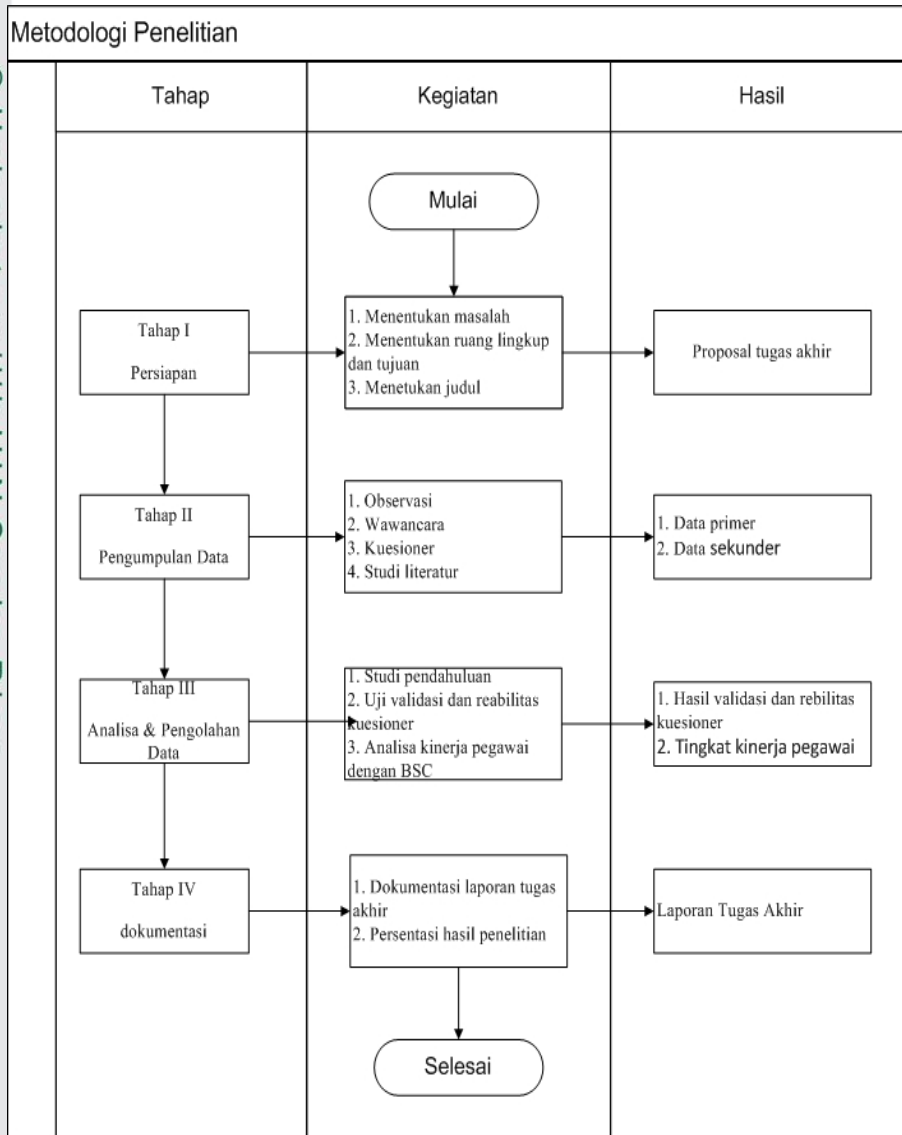 Metodologi Penelitian
Tahap
Kegiatan
Hasil
Mulai
Tahap I
Persiapan
1. Menentukan masalah
2. Menentukan ruang lingkup
dan tujuan
3. Menetukan judul
Proposal tugas akhir
Tahap II
Pengumpulan Data
1. Observasi
2. Wawancara
3. Kuesioner
4. Studi literatur
1. Data primer
2. Data sekunder
Tahap III
Analisa & Pengolahan
Data
1. Studi pendahuluan
2. Uji validasi dan reabilitas
kuesioner
3. Analisa kinerja pegawai
dengan BSC
1. Hasil validasi dan rebilitas
kuesioner
2. Tingkat kinerja pegawai
Tahap IV
dokumentasi
1. Dokumentasi laporan tugas
akhir
2. Persentasi hasil penelitian
Laporan Tugas Akhir
Selesai